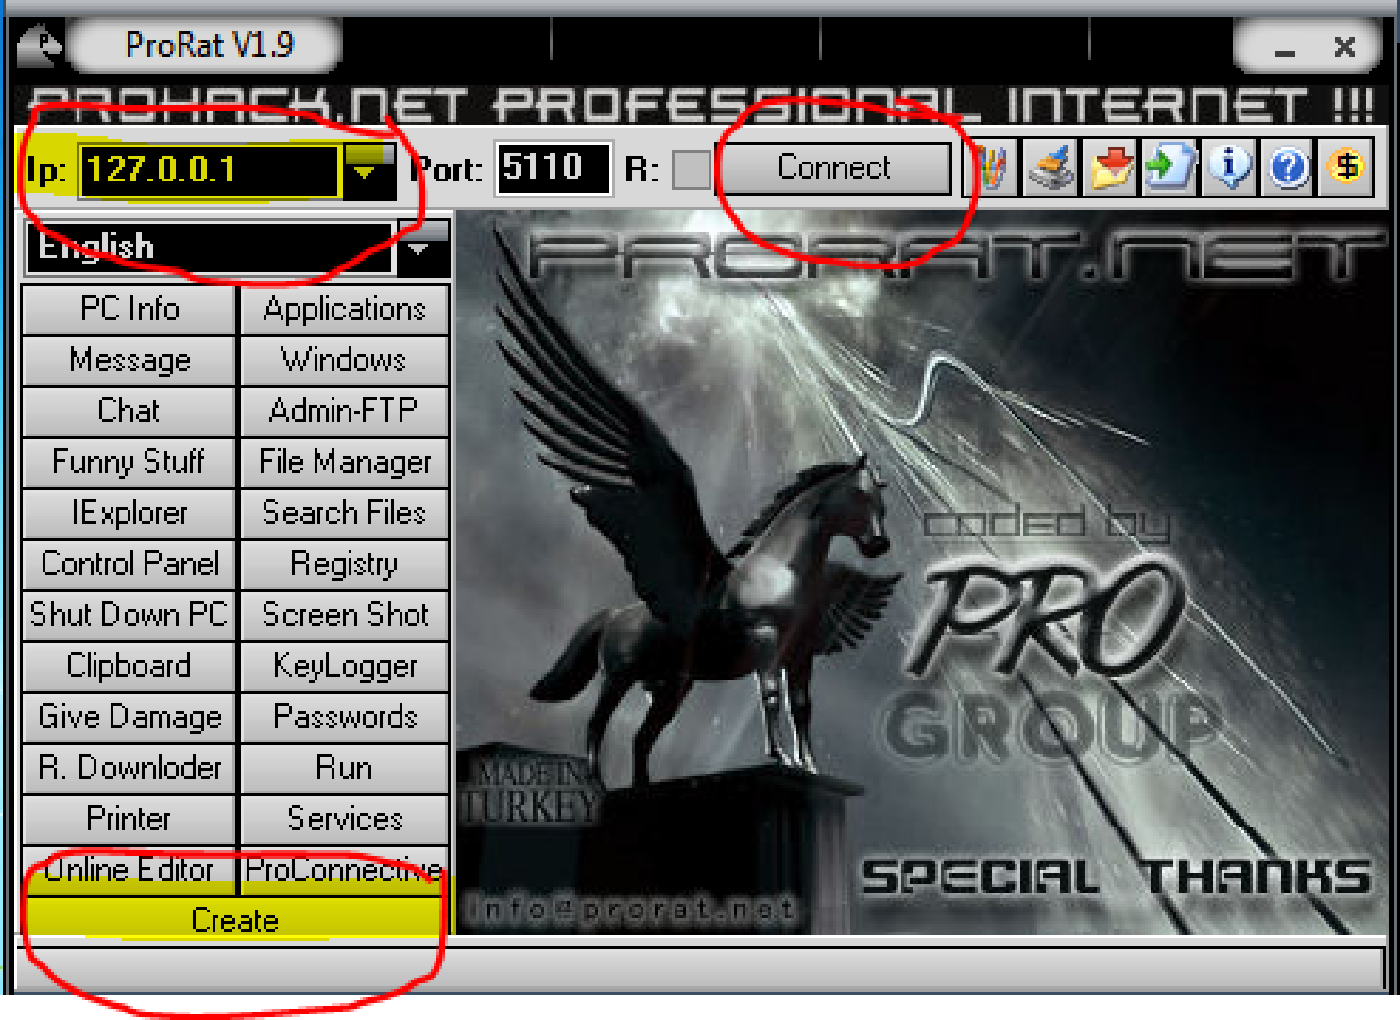 ProRat V1.9
PROHACK.NET PROFESSIONAL INTERNET !!!
Ip: 127.0.0.1 Port: 5110 R: Connect
English
PRORAT.NET
PC Info Applications
Message Windows
Chat Admin-FTP
Funny Stuff File Manager
IExplorer Search Files
coded by
Control Panel Registry
PRO
Shut Down PC Screen Shot
Clipboard KeyLogger
Give Damage Passwords
GROUP
R. Downloder Run
MADE IN
TURKEY
Printer Services
Online Editor ProConnective
SPECIAL THANKS
Create
info@prorat.net